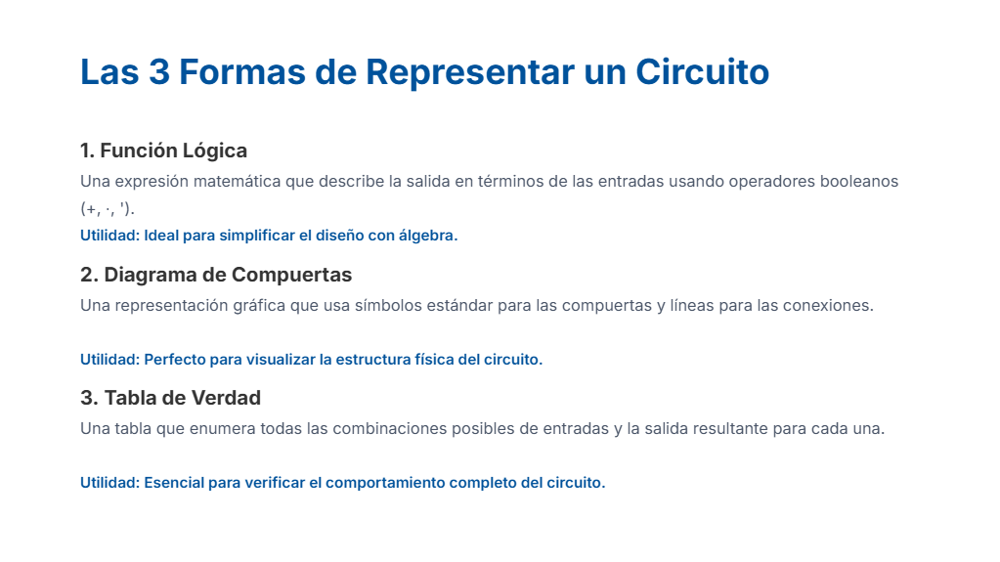 Las 3 Formas de Representar un Circuito
1. Función Lógica
Una expresión matemática que describe la salida en términos de las entradas usando operadores booleanos
(+, ·, ').
Utilidad: Ideal para simplificar el diseño con álgebra.
2. Diagrama de Compuertas
Una representación gráfica que usa símbolos estándar para las compuertas y líneas para las conexiones.
Utilidad: Perfecto para visualizar la estructura física del circuito.
3. Tabla de Verdad
Una tabla que enumera todas las combinaciones posibles de entradas y la salida resultante para cada una.
Utilidad: Esencial para verificar el comportamiento completo del circuito.